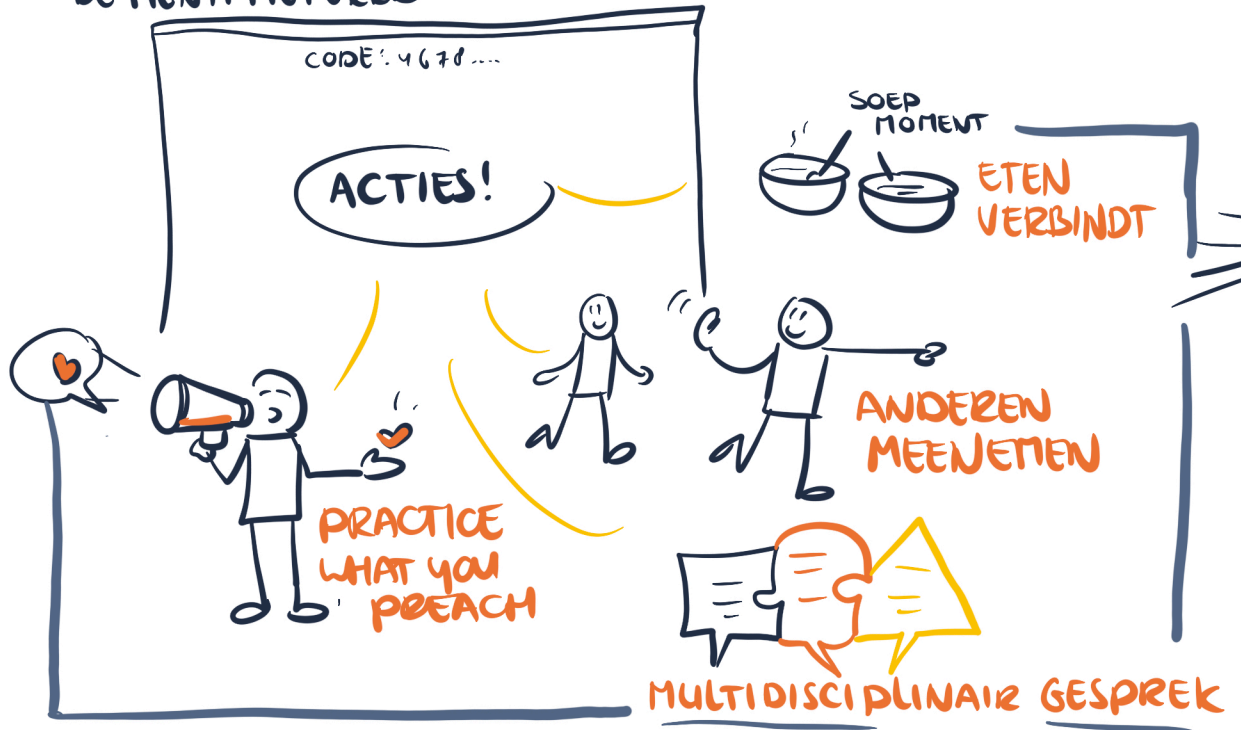 CODE: 4678....
ACTIES!
SOEP
MOMENT
ETEN
VERBINDT
ANDEREN
MEENEMEN
PRACTICE
WHAT YOU
PREACH
MULTIDISCIPLINAIR GESPREK